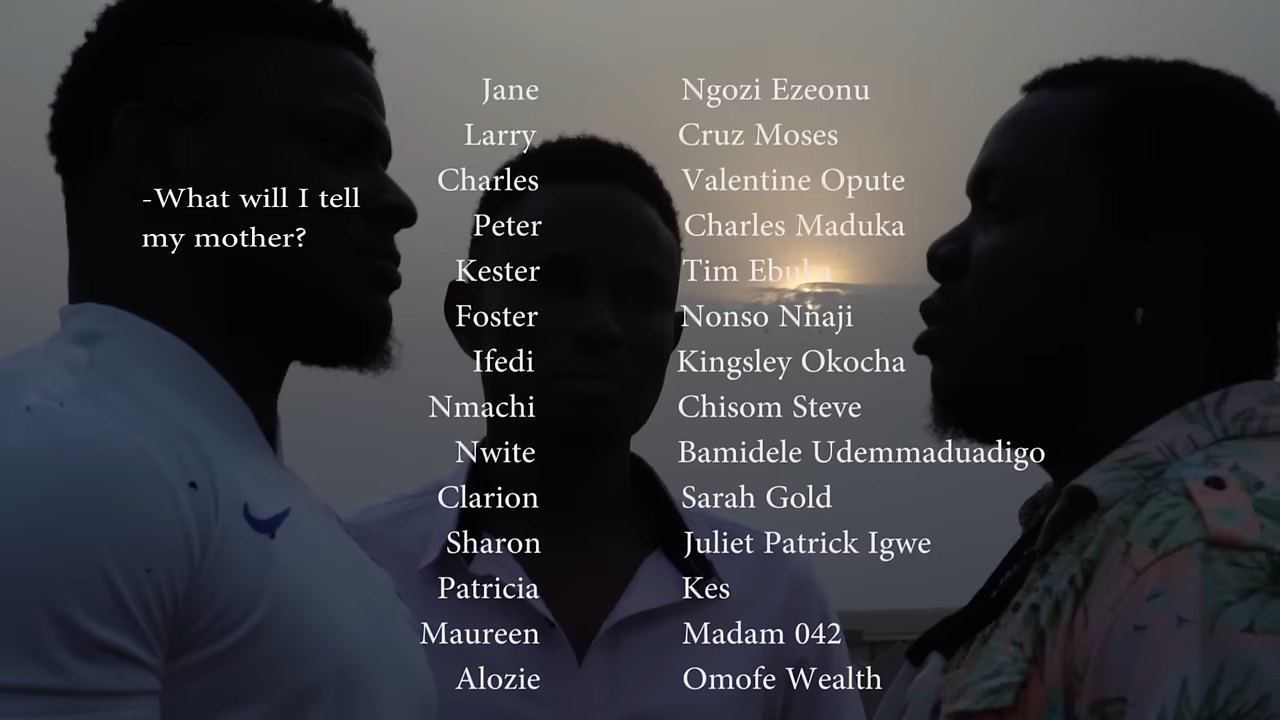 -What will I tell
my mother?
Jane Ngozi Ezeonu
Larry Cruz Moses
Charles Valentine Opute
Peter Charles Maduka
Kester Tim Ebuka
Foster Nonso Nnaji
Ifedi Kingsley Okocha
Nmachi Chisom Steve
Nwite Bamidele Udemmaduadigo
Clarion Sarah Gold
Sharon Juliet Patrick Igwe
Patricia Kes
Maureen Madam 042
Alozie Omofe Wealth